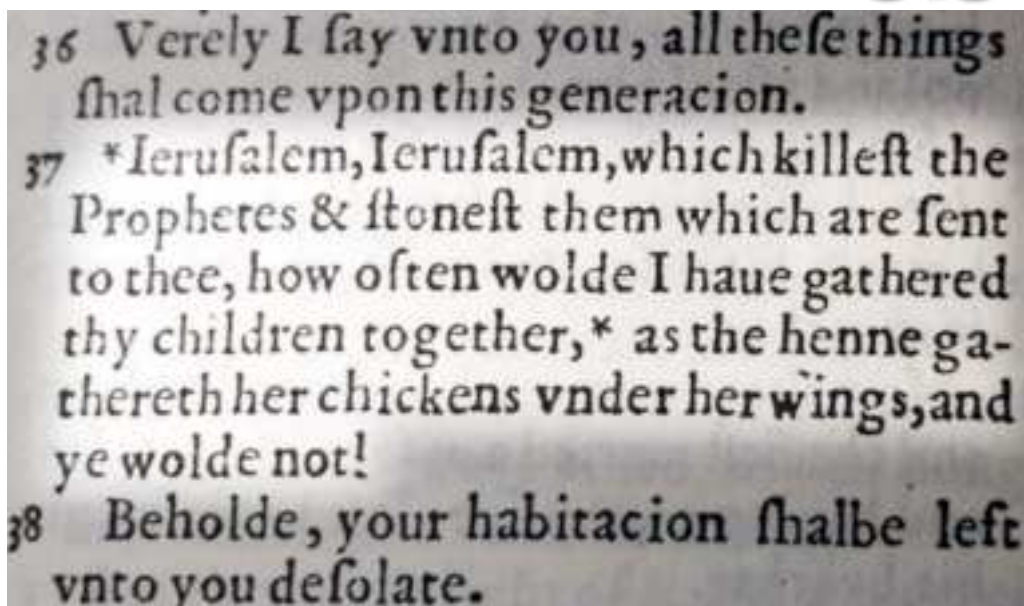 36 Verely I ſay vnto you, all theſe things
ſhal come vpon this generacion.
37 *Ieruſalem, Ieruſalem, which killeſt the
Prophetes & ſtoneſt them which are ſent
to thee, how often wolde I haue gathered
thy children together,* as the henne ga-
thereth her chickens vnder her wings, and
ye wolde not!
38 Beholde, your habitacion ſhalbe left
vnto you deſolate.